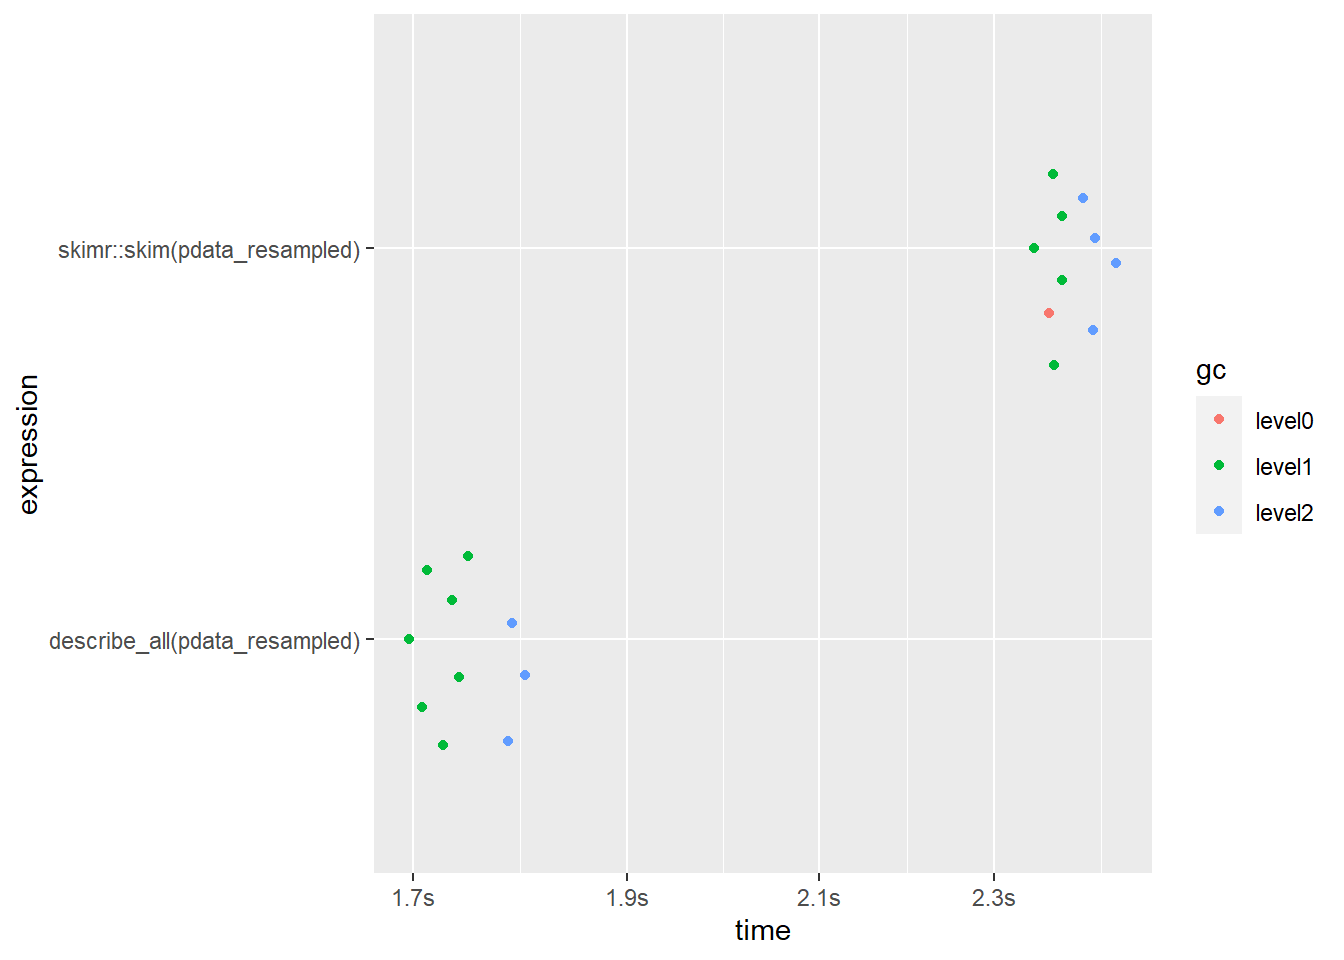 skimr::skim(pdata_resampled)
describe_all(pdata_resampled)
expression
1.7s 1.9s 2.1s 2.3s
time
gc
level0
level1
level2